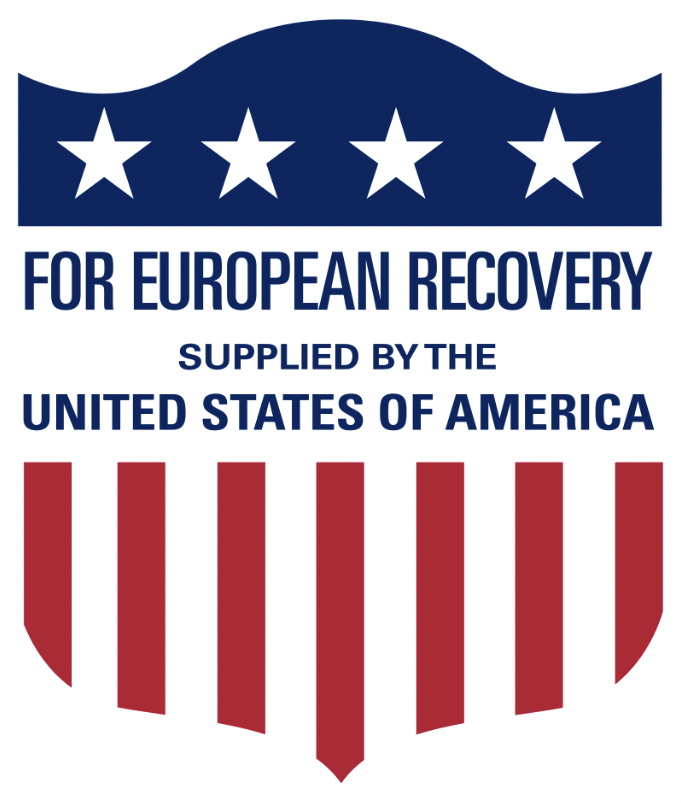 FOR EUROPEAN RECOVERY
SUPPLIED BY THE
UNITED STATES OF AMERICA